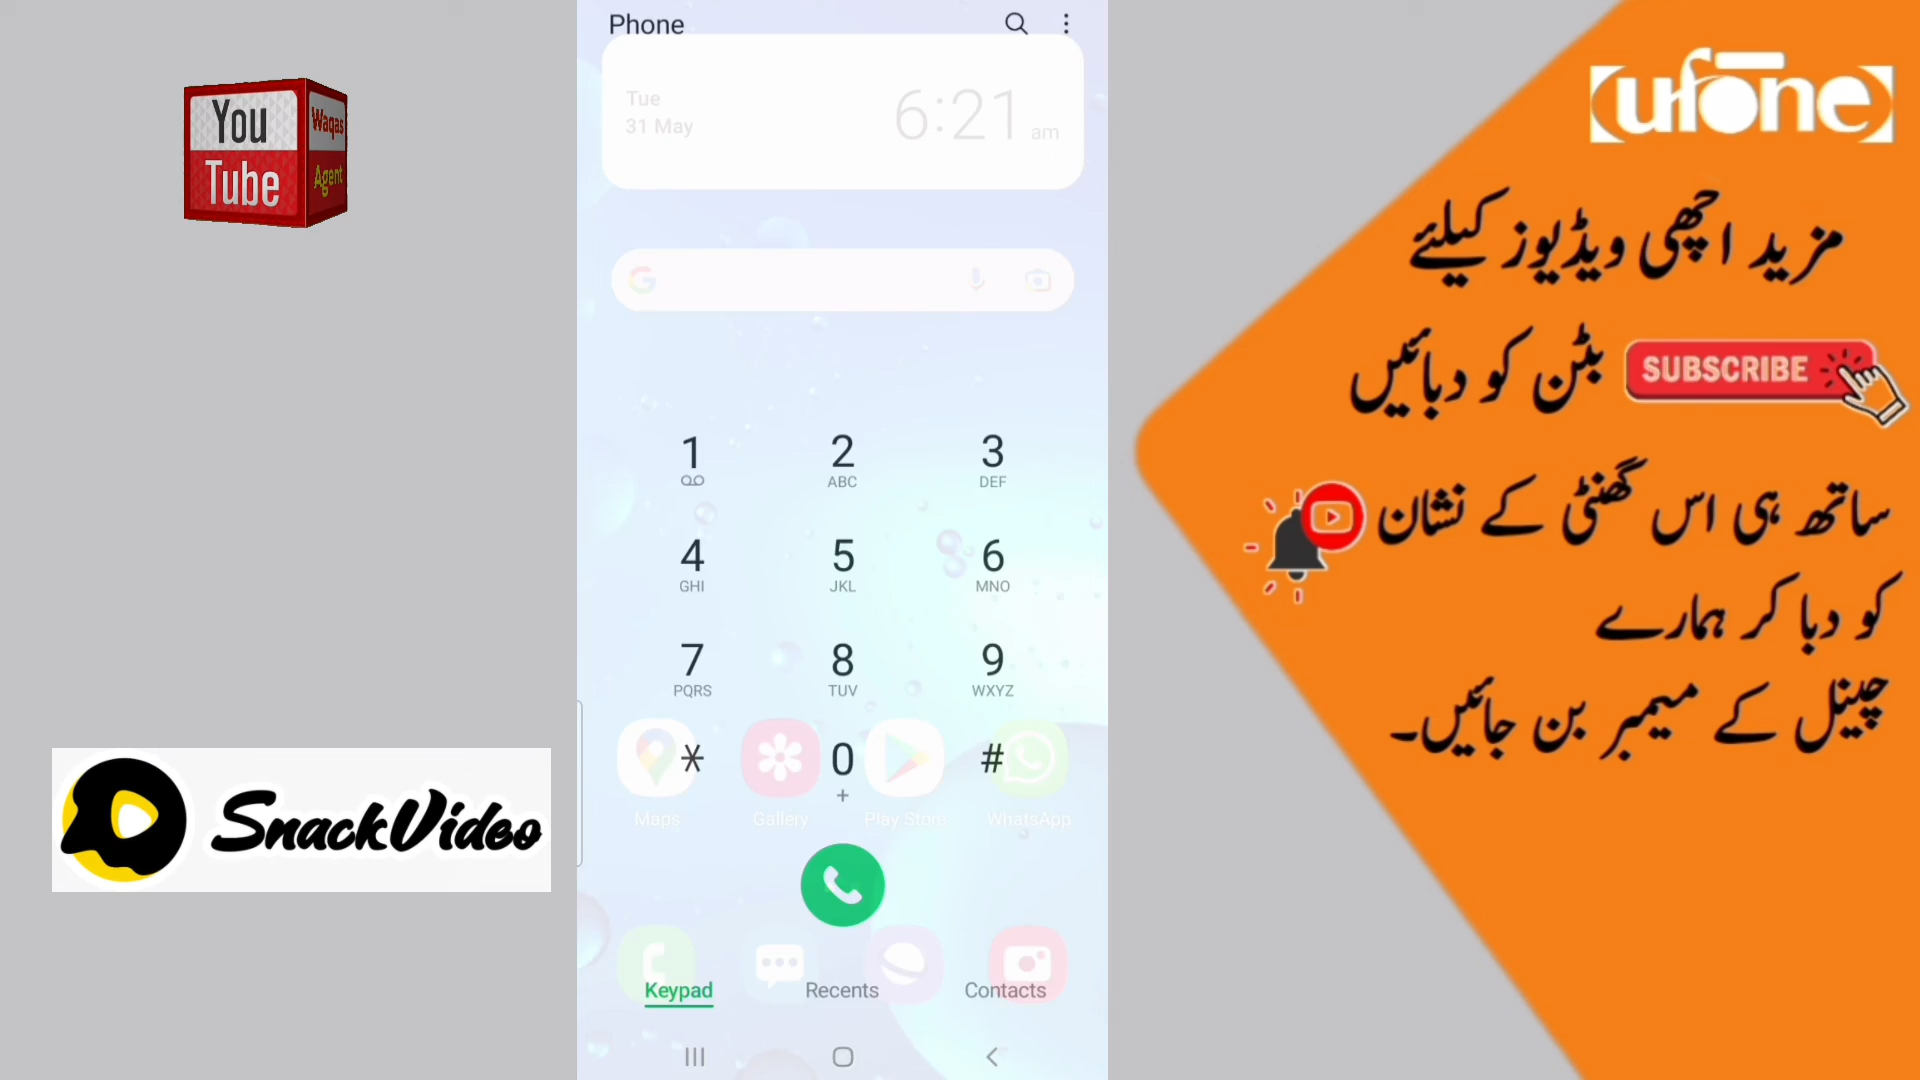 You
Tube
Waqas
Agent
SnackVideo
Phone
Tue
31 May
6:21 am
1
2
ABC
3
DEF
4
GHI
5
JKL
6
MNO
7
PQRS
8
TUV
9
WXYZ
*
0
+
#
Maps
Gallery
Play Store
WhatsApp
Keypad
Recents
Contacts
ufone
مزید اچھی ویڈیوز کیلئے
SUBSCRIBE بٹن کو دبائیں
ساتھ ہی اس گھنٹی کے نشان
کو دبا کر ہمارے
چینل کے میمبر بن جائیں۔